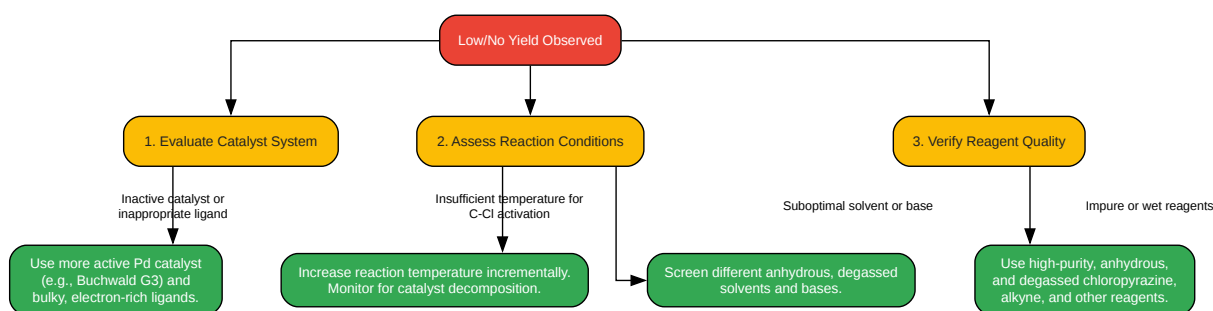 Low/No Yield Observed
1. Evaluate Catalyst System
2. Assess Reaction Conditions
3. Verify Reagent Quality
Inactive catalyst or
inappropriate ligand
Insufficient temperature for
C-Cl activation
Suboptimal solvent or base
Impure or wet reagents
Use more active Pd catalyst
(e.g., Buchwald G3) and
bulky, electron-rich ligands.
Increase reaction temperature incrementally.
Monitor for catalyst decomposition.
Screen different anhydrous, degassed
solvents and bases.
Use high-purity, anhydrous,
and degassed chloropyrazine,
alkyne, and other reagents.